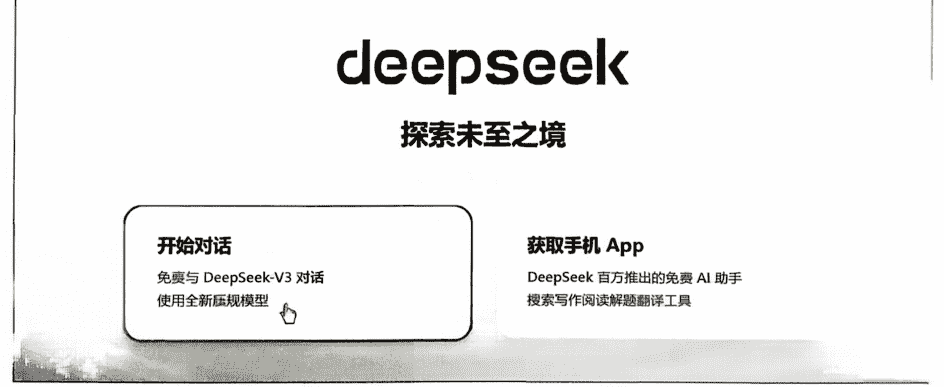 deepseek
探索未至之境
开始对话
免费与 DeepSeek-V3 对话
使用全新模型
获取手机 App
DeepSeek 百方推出的免费 AI 助手
搜索写作阅读解题翻译工具